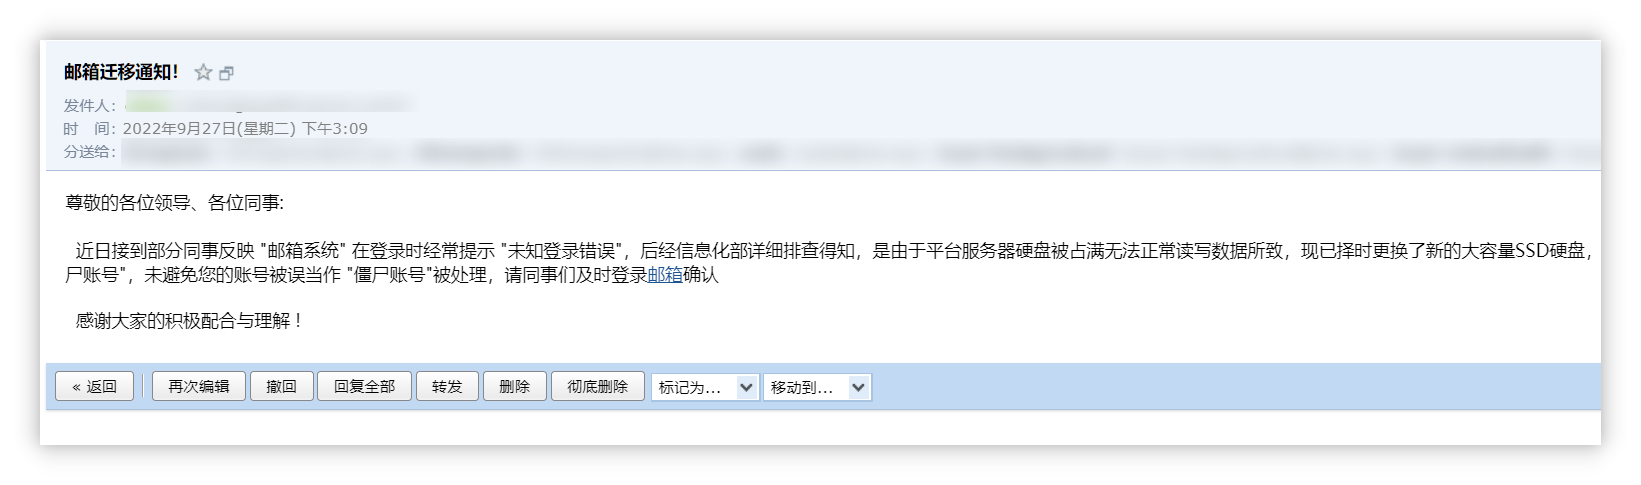 邮箱迁移通知！
发件人：
时　间：2022年9月27日(星期二) 下午3:09
分送给：
尊敬的各位领导、各位同事:
近日接到部分同事反映 "邮箱系统" 在登录时经常提示 "未知登录错误"，后经信息化部详细排查得知，是由于平台服务器硬盘被占满无法正常读写数据所致，现已择时更换了新的大容量SSD硬盘，
尸账号"，未避免您的账号被误当作 "僵尸账号"被处理，请同事们及时登录邮箱确认
感谢大家的积极配合与理解！
« 返回 再次编辑 撤回 回复全部 转发 删除 彻底删除 标记为... 移动到...